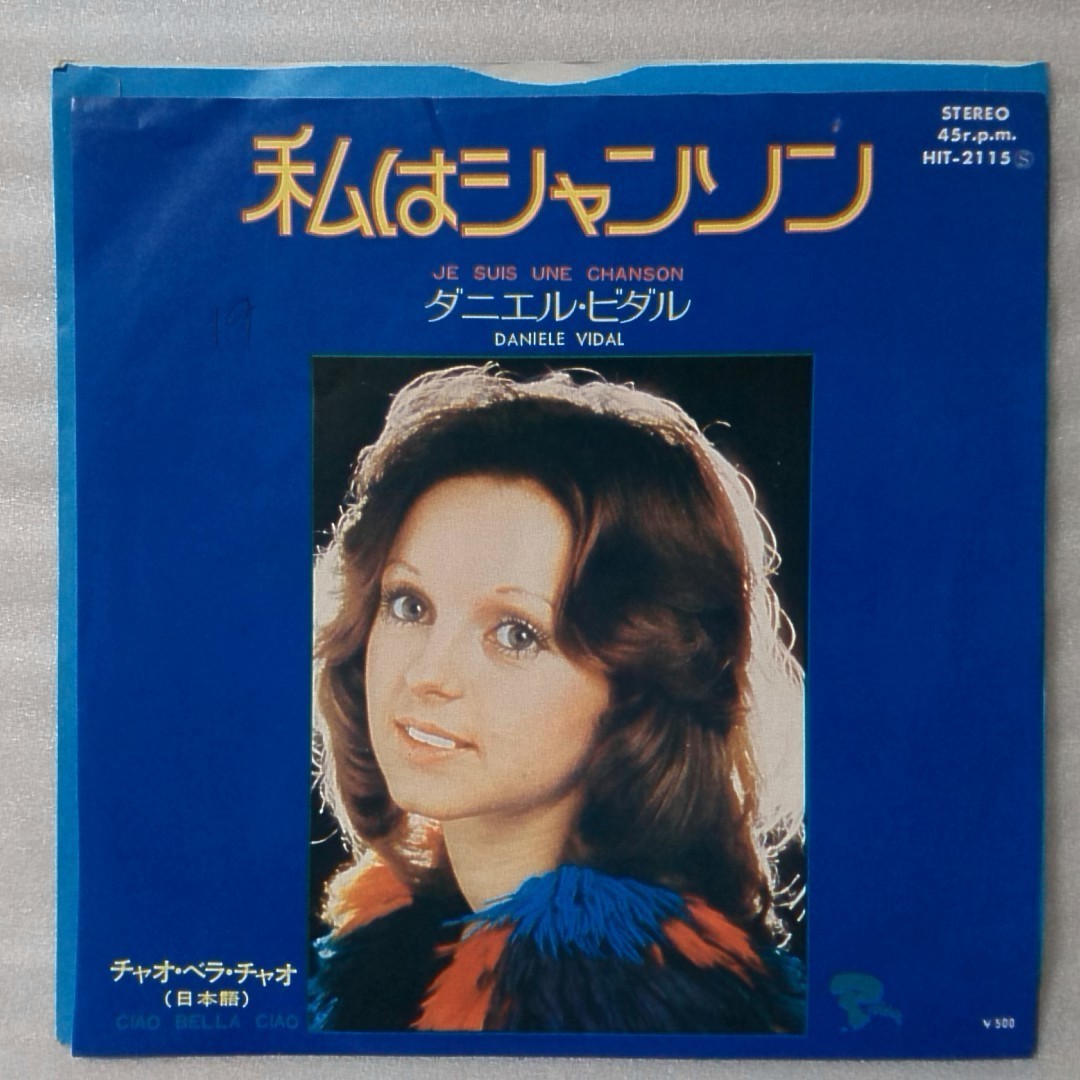 STEREO
45r.p.m.
HIT-2115Ⓢ
私はシャンソン
JE SUIS UNE CHANSON
ダニエル・ビダル
DANIELE VIDAL
19
チャオ・ベラ・チャオ
(日本語)
CIAO BELLA CIAO
¥500